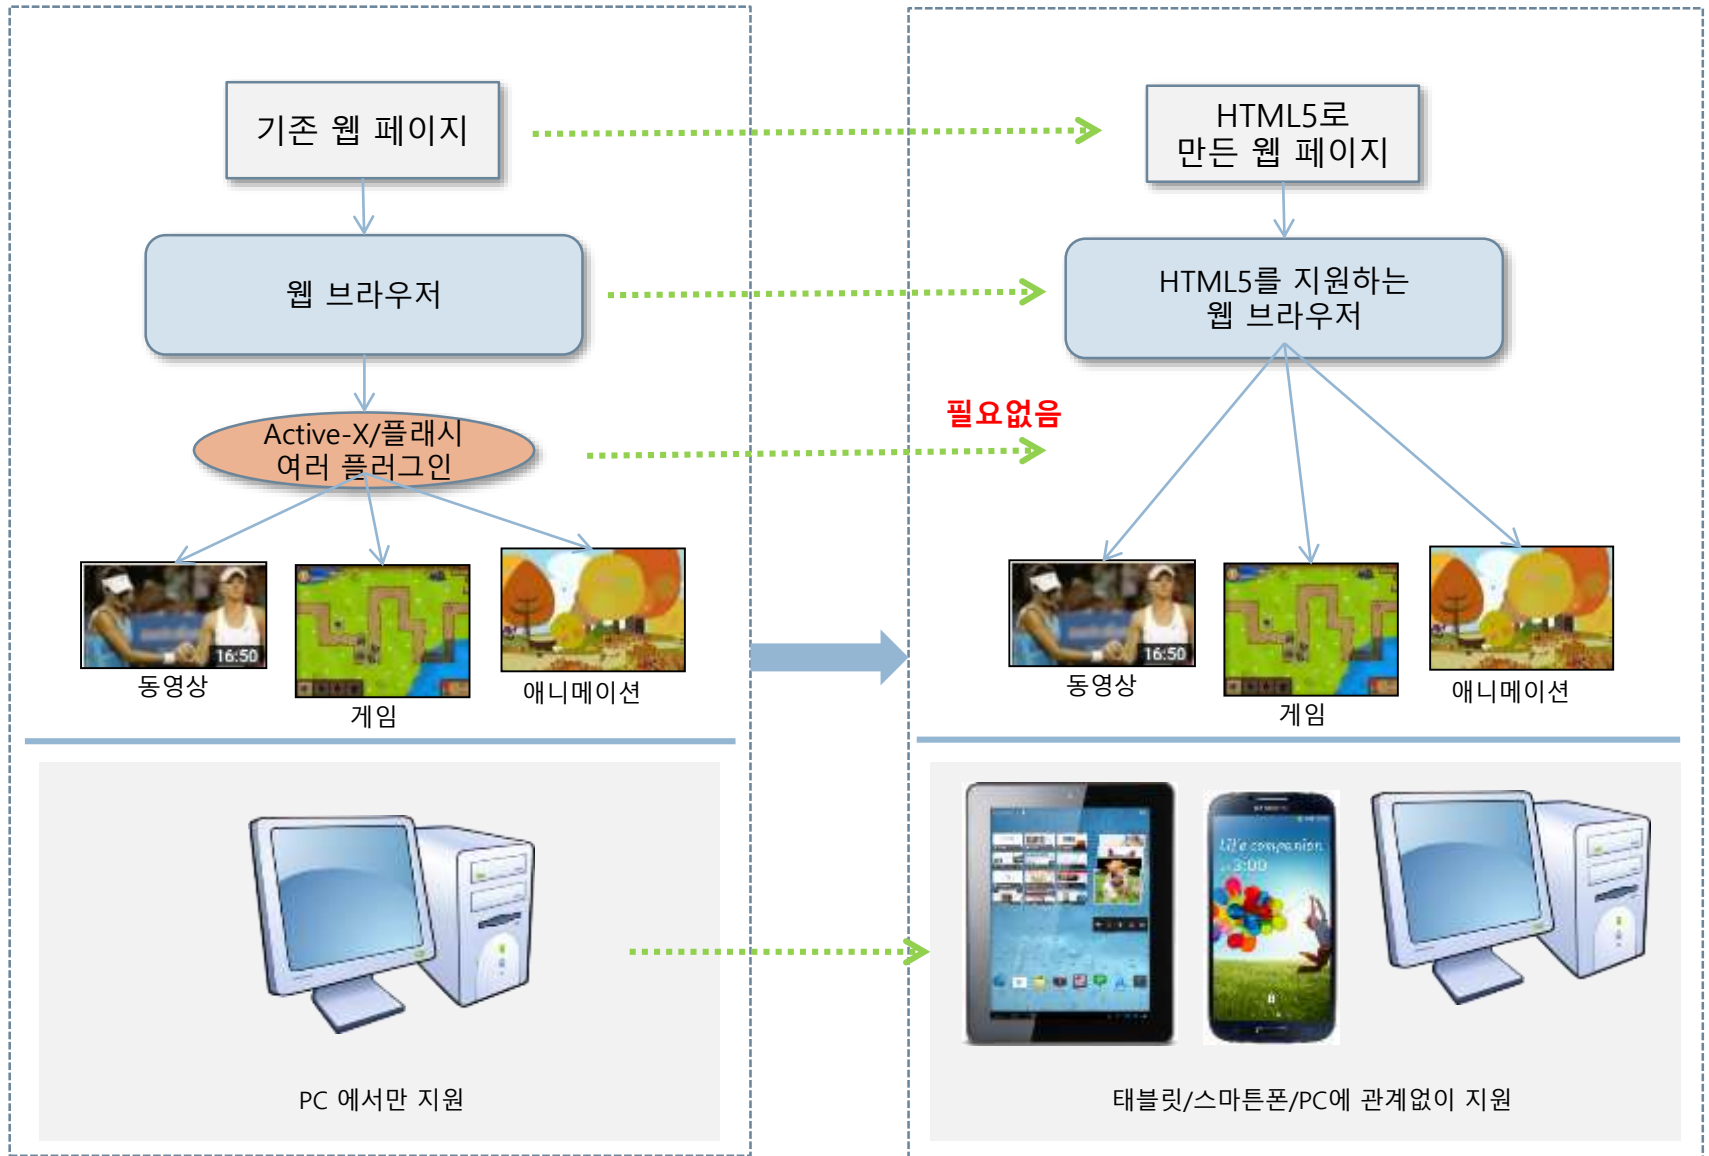 기존 웹 페이지
HTML5로
만든 웹 페이지
웹 브라우저
HTML5를 지원하는
웹 브라우저
Active-X/플래시
여러 플러그인
필요없음
16:50
동영상
게임
애니메이션
16:50
동영상
게임
애니메이션
Life companion
3:00
PC 에서만 지원
태블릿/스마튼폰/PC에 관계없이 지원